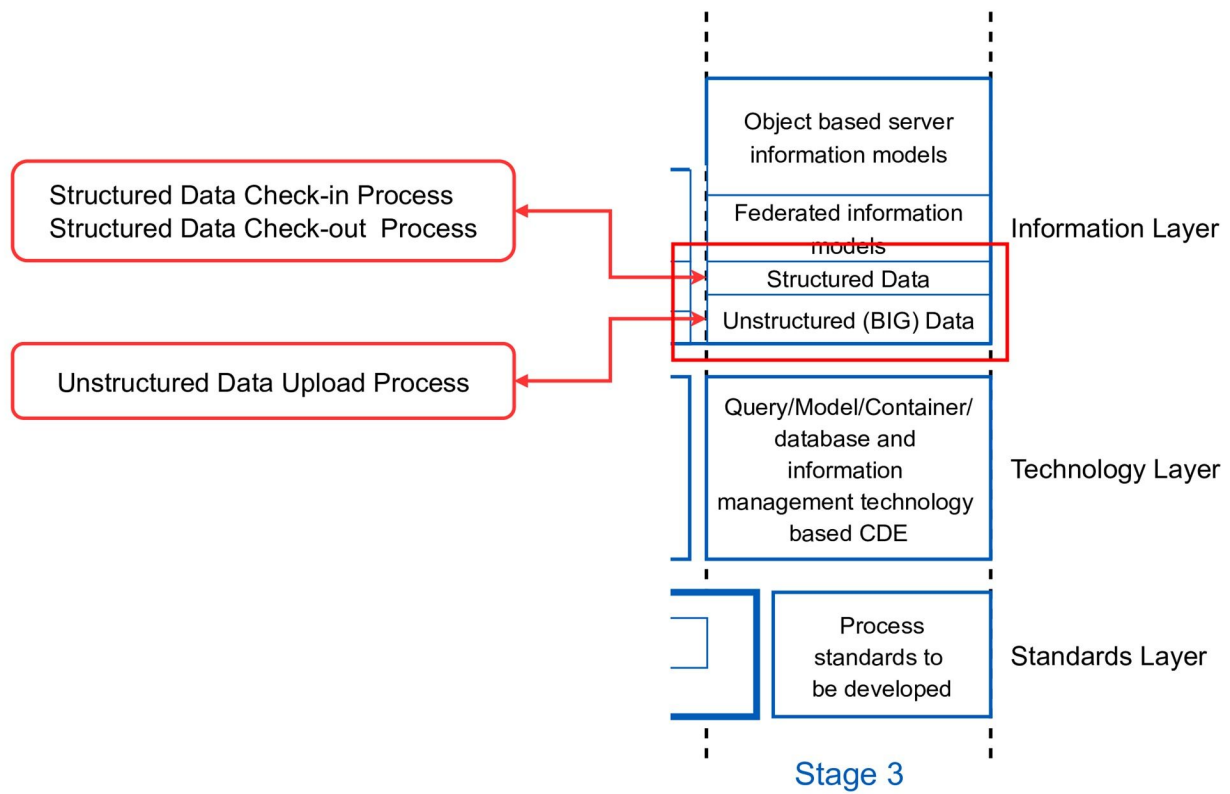 Object based server
information models
Structured Data Check-in Process
Structured Data Check-out Process
Federated information
models
Information Layer
Structured Data
Unstructured (BIG) Data
Unstructured Data Upload Process
Query/Model/Container/
database and
information
management technology
based CDE
Technology Layer
Process
standards to
be developed
Standards Layer
Stage 3